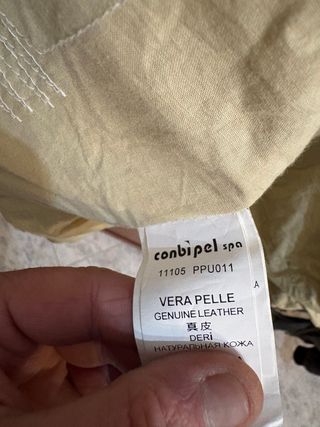 conbipel spa
11105 PPU011
A
VERA PELLE
GENUINE LEATHER
真皮
DERİ
НАТУРАЛЬНАЯ КОЖА